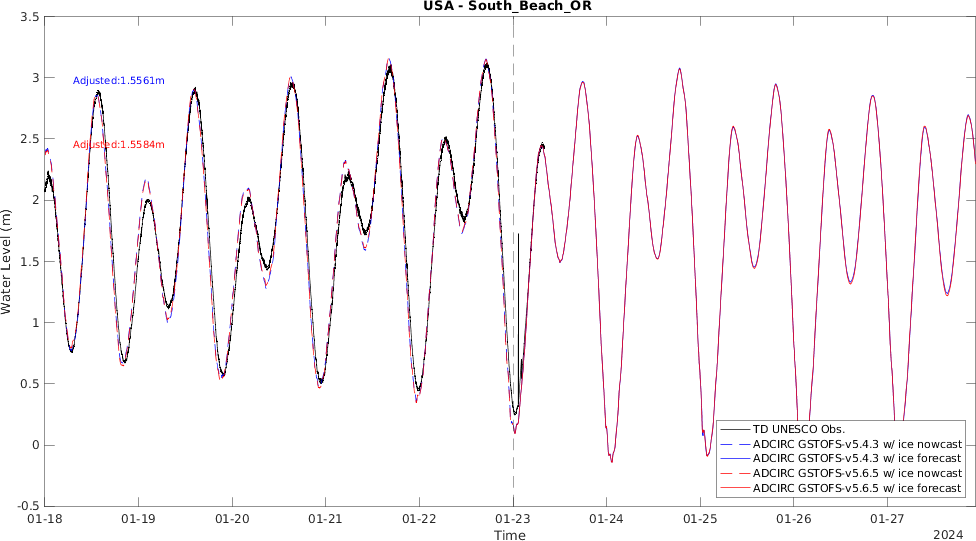 USA - South_Beach_OR
3.5
3
2.5
2
1.5
1
0.5
0
-0.5
Water Level (m)
Adjusted:1.5561m
Adjusted:1.5584m
TD UNESCO Obs.
ADCIRC GSTOFS-v5.4.3 w/ ice nowcast
ADCIRC GSTOFS-v5.4.3 w/ ice forecast
ADCIRC GSTOFS-v5.6.5 w/ ice nowcast
ADCIRC GSTOFS-v5.6.5 w/ ice forecast
01-18 01-19 01-20 01-21 01-22 01-23 01-24 01-25 01-26 01-27
Time
2024